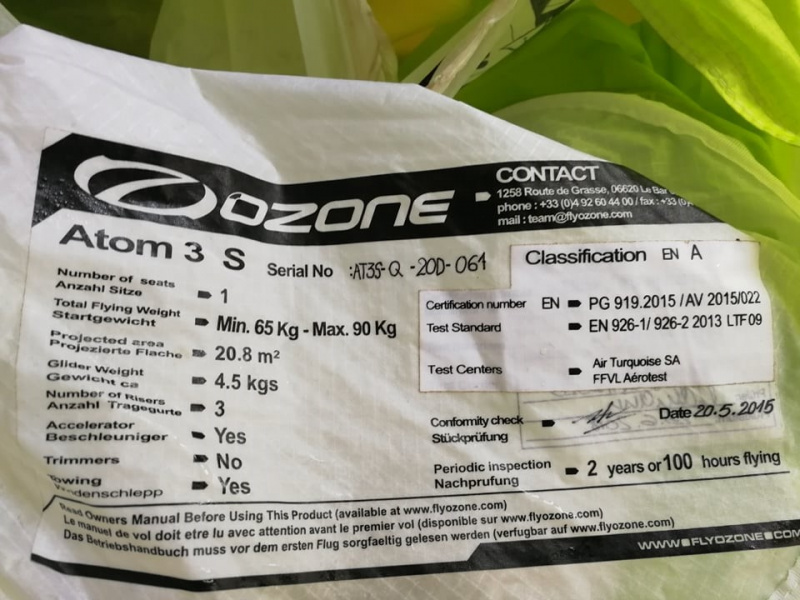 OZONE
CONTACT
1258 Route de Grasse, 06620 Le Bar
phone : +33 (0)4 92 60 44 00 / fax : +33 (0)
mail : team@flyozone.com
Atom 3 S
Serial No :AT3S-Q-20D-061
Classification EN A
Number of seats
Anzahl Sitze 1
Total Flying Weight
Startgewicht Min. 65 Kg - Max. 90 Kg
Projected area
Projezierte Flache 20.8 m²
Glider Weight
Gewicht ca 4.5 kgs
Number of Risers
Anzahl Tragegurte 3
Accelerator
Beschleuniger Yes
Trimmers No
Towing
Yes
Certification number EN PG 919.2015 / AV 2015/022
Test Standard EN 926-1/ 926-2 2013 LTF09
Test Centers Air Turquoise SA
FFVL Aérotest
Conformity check
Stückprüfung
Date 20.5.2015
Periodic inspection
Nachprufung 2 years or 100 hours flying
Read Owners Manual Before Using This Product (available at www.flyozone.com)
Le manuel de vol doit etre lu avec attention avant le premier vol (disponible sur www.flyozone.com)
Das Betriebshandbuch muss vor dem ersten Flug sorgfaeltig gelesen werden (verfugbar auf www.flyozone.com)
WWW.FLYOZONE.COM